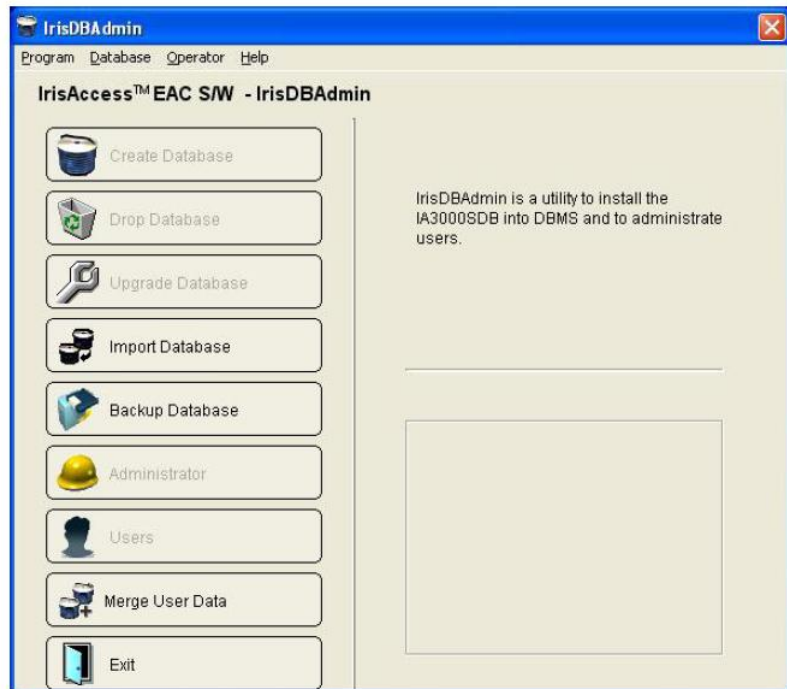 IrisDBAdmin
Program Database Operator Help
IrisAccess™ EAC S/W - IrisDBAdmin
Create Database
Drop Database
Upgrade Database
Import Database
Backup Database
Administrator
Users
Merge User Data
Exit
IrisDBAdmin is a utility to install the
IA3000SDB into DBMS and to administrate
users.